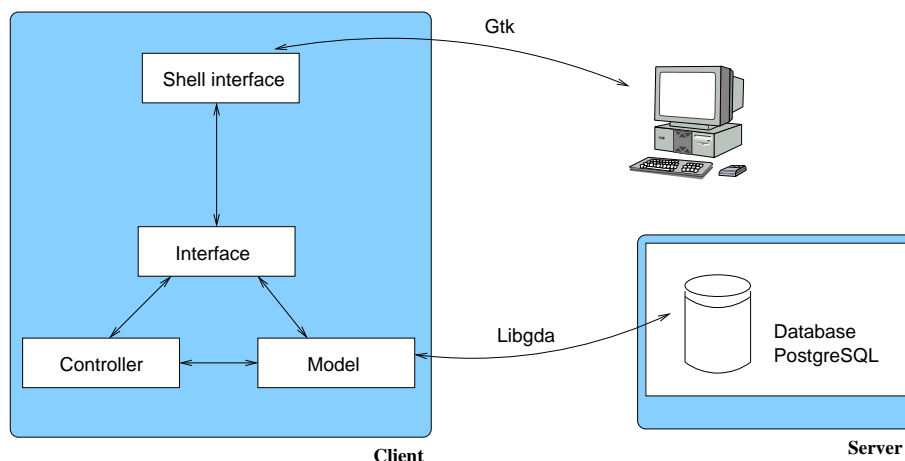 Gtk
Shell interface
Interface
Controller
Model
Libgda
Database
PostgreSQL
Client
Server